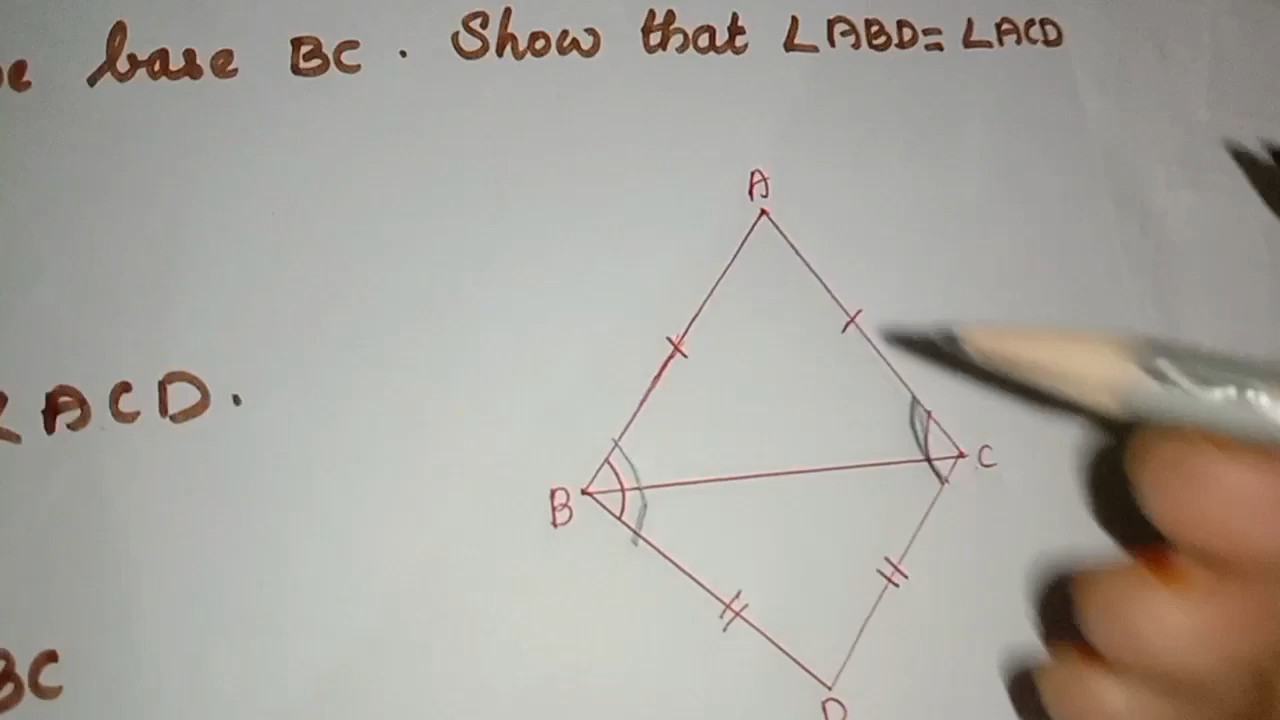 base BC. Show that ∠ABD = ∠ACD
A
∠ACD.
B
C
BC
D